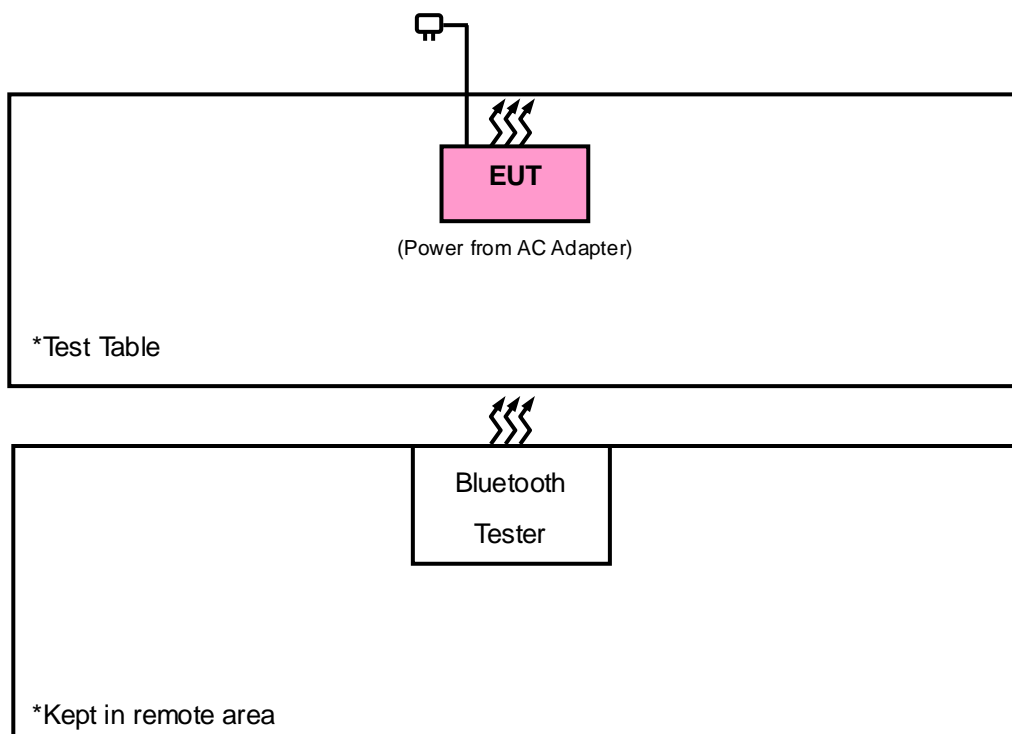 EUT
(Power from AC Adapter)
*Test Table
Bluetooth
Tester
*Kept in remote area